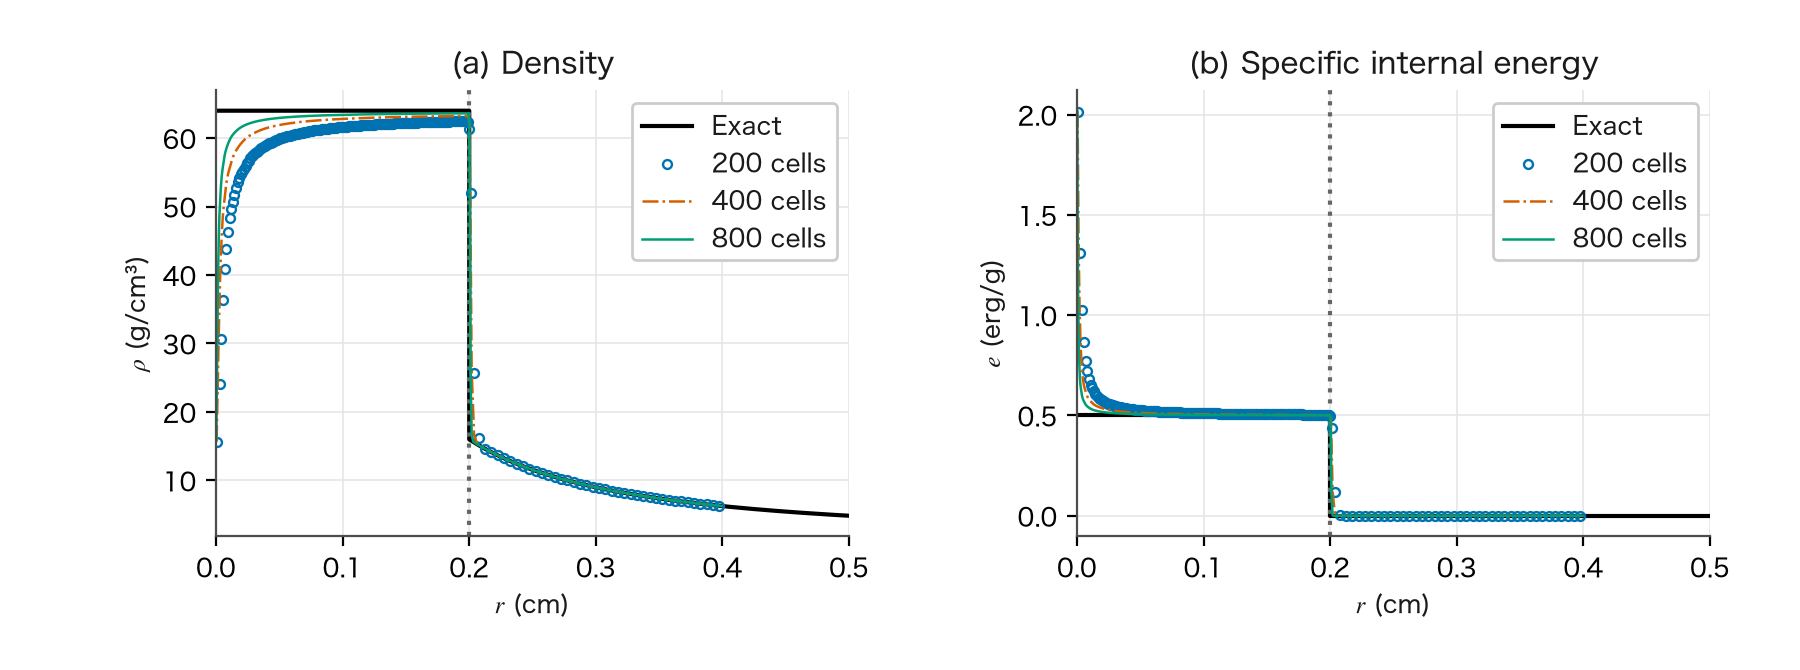 (a) Density
60
50
40
30
20
10
ρ (g/cm³)
Exact
200 cells
400 cells
800 cells
0.0 0.1 0.2 0.3 0.4 0.5
r (cm)
(b) Specific internal energy
2.0
1.5
1.0
0.5
0.0
e (erg/g)
Exact
200 cells
400 cells
800 cells
0.0 0.1 0.2 0.3 0.4 0.5
r (cm)